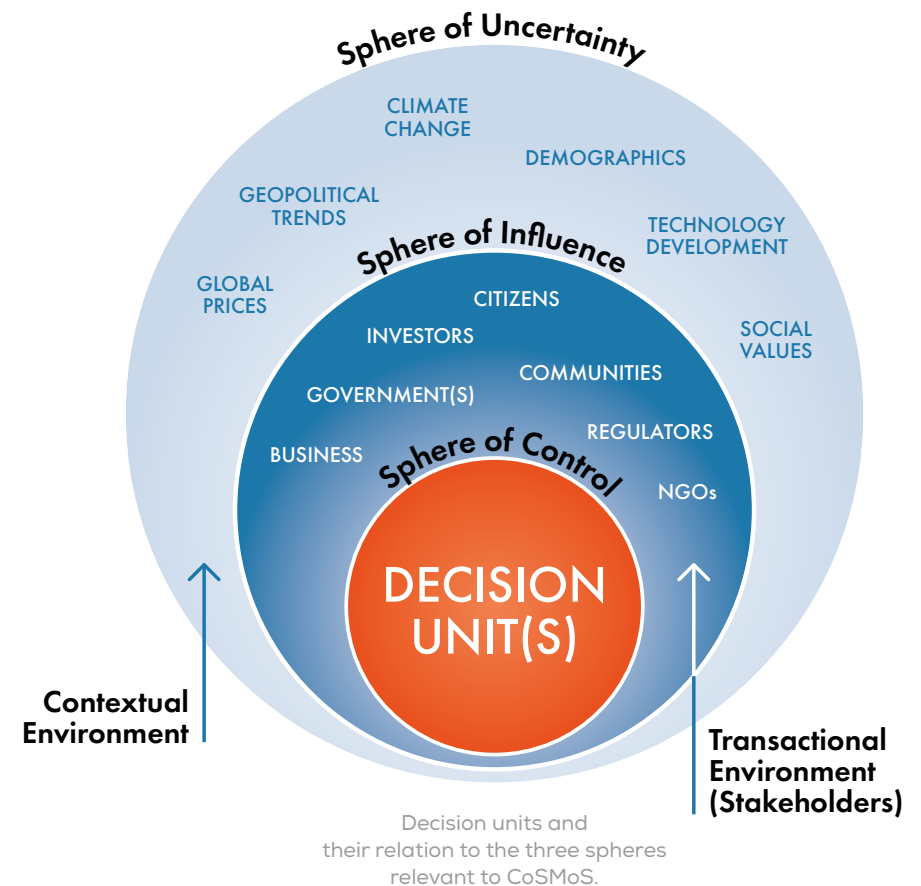 Sphere of Uncertainty
CLIMATE
CHANGE
DEMOGRAPHICS
GEOPOLITICAL
TRENDS
TECHNOLOGY
DEVELOPMENT
GLOBAL
PRICES
SOCIAL
VALUES
Sphere of Influence
CITIZENS
INVESTORS
COMMUNITIES
GOVERNMENT(S)
REGULATORS
BUSINESS
NGOs
Sphere of Control
DECISION
UNIT(S)
Contextual
Environment
Transactional
Environment
(Stakeholders)
Decision units and
their relation to the three spheres
relevant to CoSMoS.